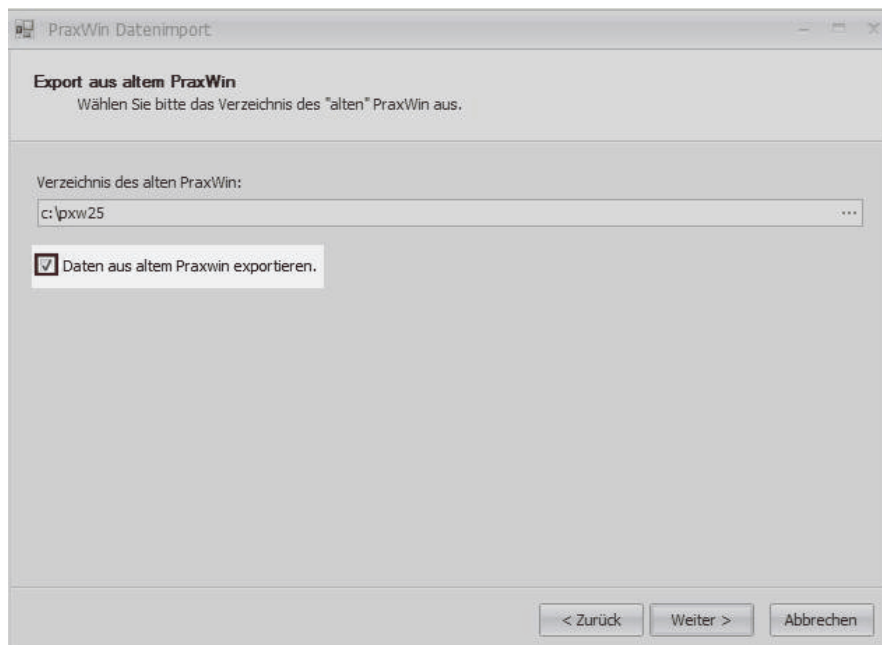 PraxWin Datenimport
Export aus altem PraxWin
Wählen Sie bitte das Verzeichnis des "alten" PraxWin aus.
Verzeichnis des alten PraxWin:
c:\pxw25 ...
Daten aus altem Praxwin exportieren.
< Zurück Weiter > Abbrechen